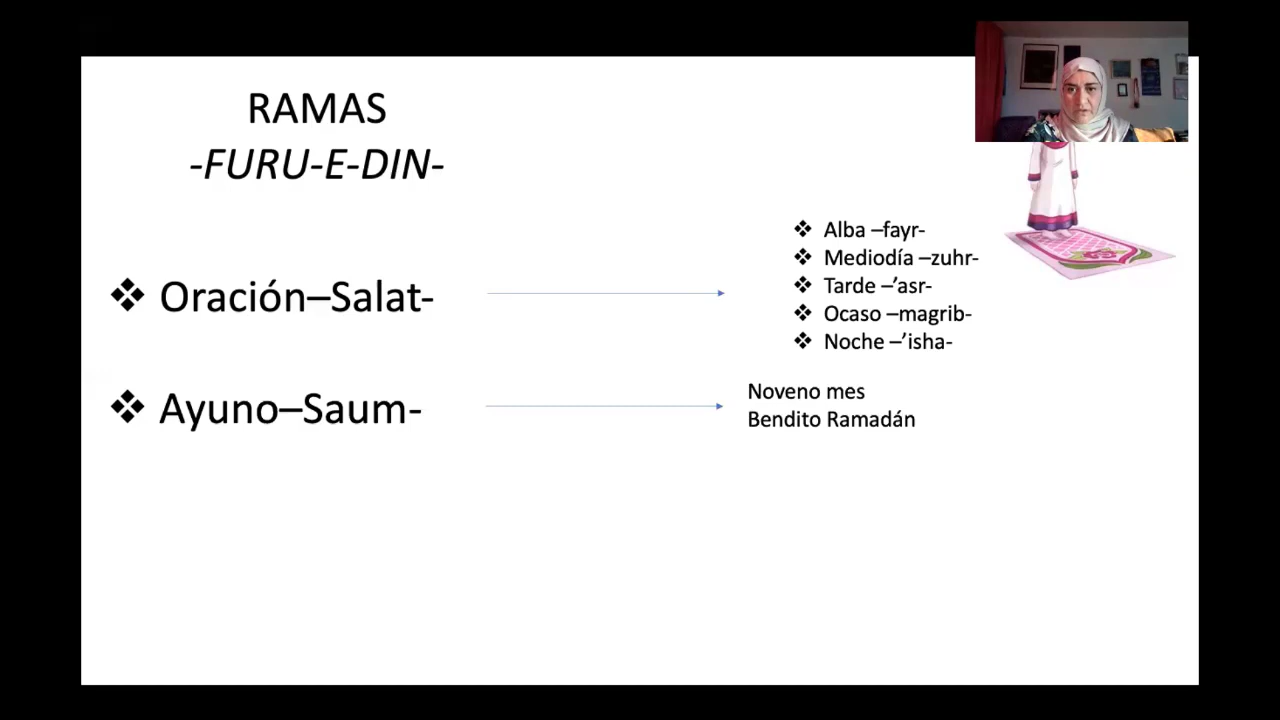 RAMAS
-FURU-E-DIN-
❖ Oración–Salat-
❖ Alba –fayr-
❖ Mediodía –zuhr-
❖ Tarde –’asr-
❖ Ocaso –magrib-
❖ Noche –’isha-
❖ Ayuno–Saum-
Noveno mes
Bendito Ramadán